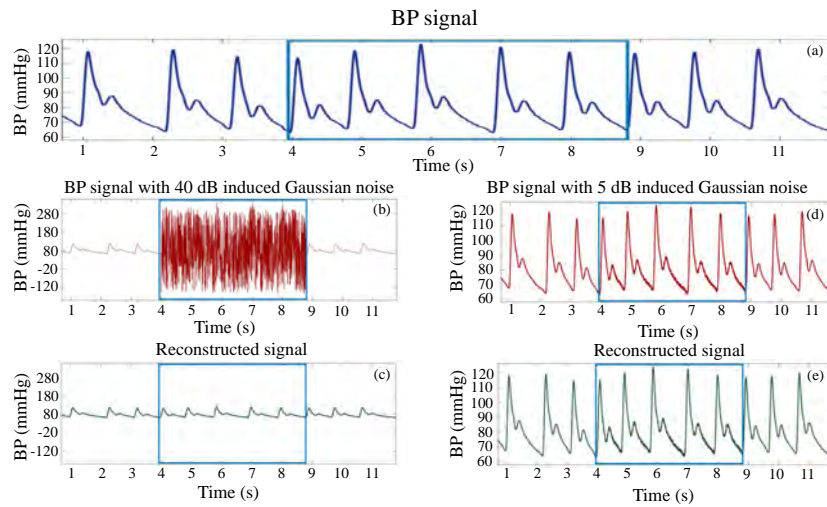 BP signal
(a)
BP (mmHg)
120
110
100
90
80
70
60
1 2 3 4 5 6 7 8 9 10 11
Time (s)
BP signal with 40 dB induced Gaussian noise
(b)
BP (mmHg)
280
180
80
-20
-120
1 2 3 4 5 6 7 8 9 10 11
Time (s)
BP signal with 5 dB induced Gaussian noise
(d)
BP (mmHg)
120
110
100
90
80
70
60
1 2 3 4 5 6 7 8 9 10 11
Time (s)
Reconstructed signal
(c)
BP (mmHg)
280
180
80
-20
-120
1 2 3 4 5 6 7 8 9 10 11
Time (s)
Reconstructed signal
(e)
BP (mmHg)
120
110
100
90
80
70
60
1 2 3 4 5 6 7 8 9 10 11
Time (s)